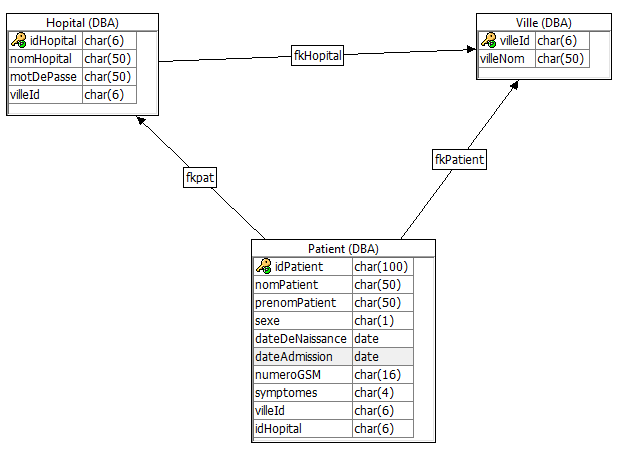 Hopital (DBA)
idHopital char(6)
nomHopital char(50)
motDePasse char(50)
villeId char(6)
Ville (DBA)
villeId char(6)
villeNom char(50)
fkHopital
fkpat
fkPatient
Patient (DBA)
idPatient char(100)
nomPatient char(50)
prenomPatient char(50)
sexe char(1)
dateDeNaissance date
dateAdmission date
numeroGSM char(16)
symptomes char(4)
villeId char(6)
idHopital char(6)